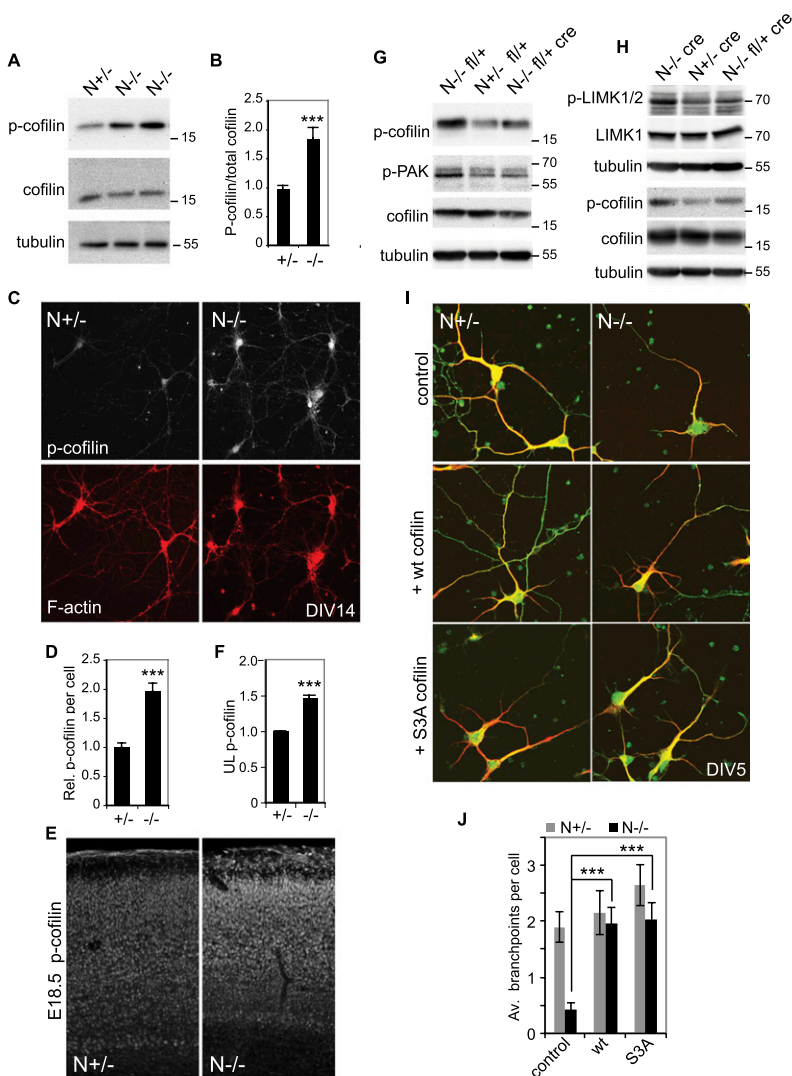 A
N+/-
N-/-
N-/-
p-cofilin
15
cofilin
15
tubulin
55
B
P-cofilin/total cofilin
2.5
2.0
1.5
1.0
0.5
0
***
+/-
-/-
G
N-/- fl/+
N+/- fl/+
N-/- fl/+ cre
p-cofilin
15
p-PAK
70
55
cofilin
15
tubulin
55
H
N-/- cre
N+/- cre
N-/- fl/+ cre
p-LIMK1/2
70
LIMK1
70
tubulin
55
p-cofilin
15
cofilin
15
tubulin
55
C
N+/-
N-/-
p-cofilin
F-actin
DIV14
D
Rel. p-cofilin per cell
2.5
2.0
1.5
1.0
0.5
0
***
+/-
-/-
F
UL p-cofilin
2.0
1.5
1.0
0.5
0
***
+/-
-/-
E
E18.5 p-cofilin
N+/-
N-/-
I
N+/-
N-/-
control
+ wt cofilin
+ S3A cofilin
DIV5
J
N+/-
N-/-
Av. branchpoints per cell
3
2
1
0
***
***
control
wt
S3A